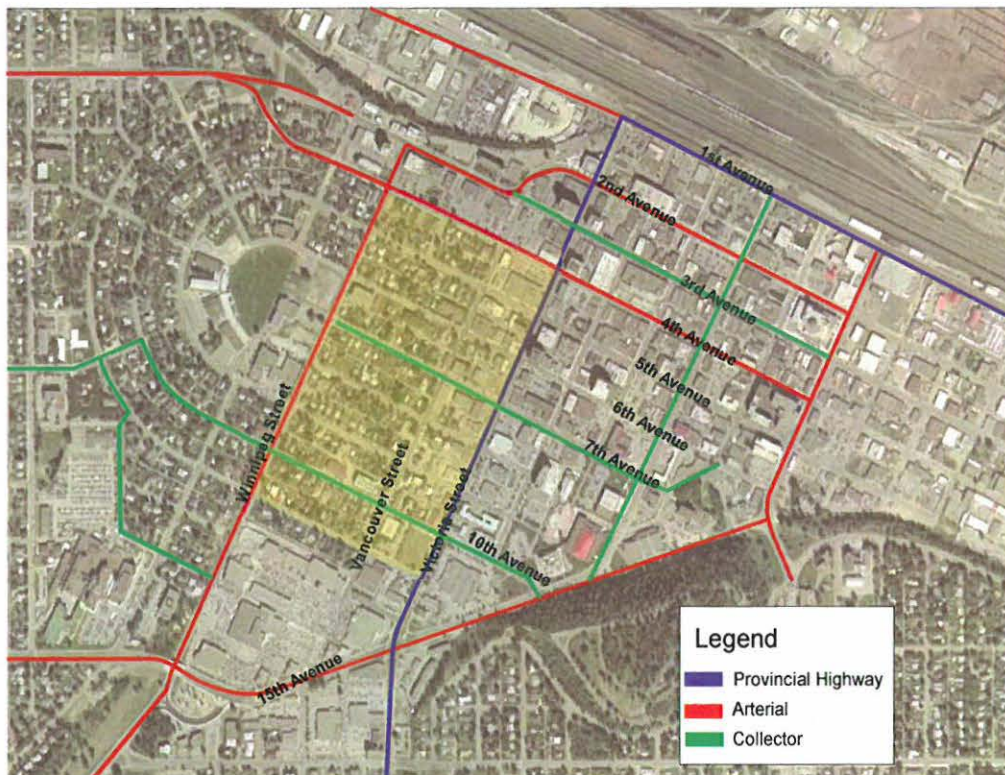 1st Avenue
2nd Avenue
3rd Avenue
4th Avenue
5th Avenue
6th Avenue
7th Avenue
Winnipeg Street
Vancouver Street
Victoria Street
10th Avenue
15th Avenue
Legend
Provincial Highway
Arterial
Collector